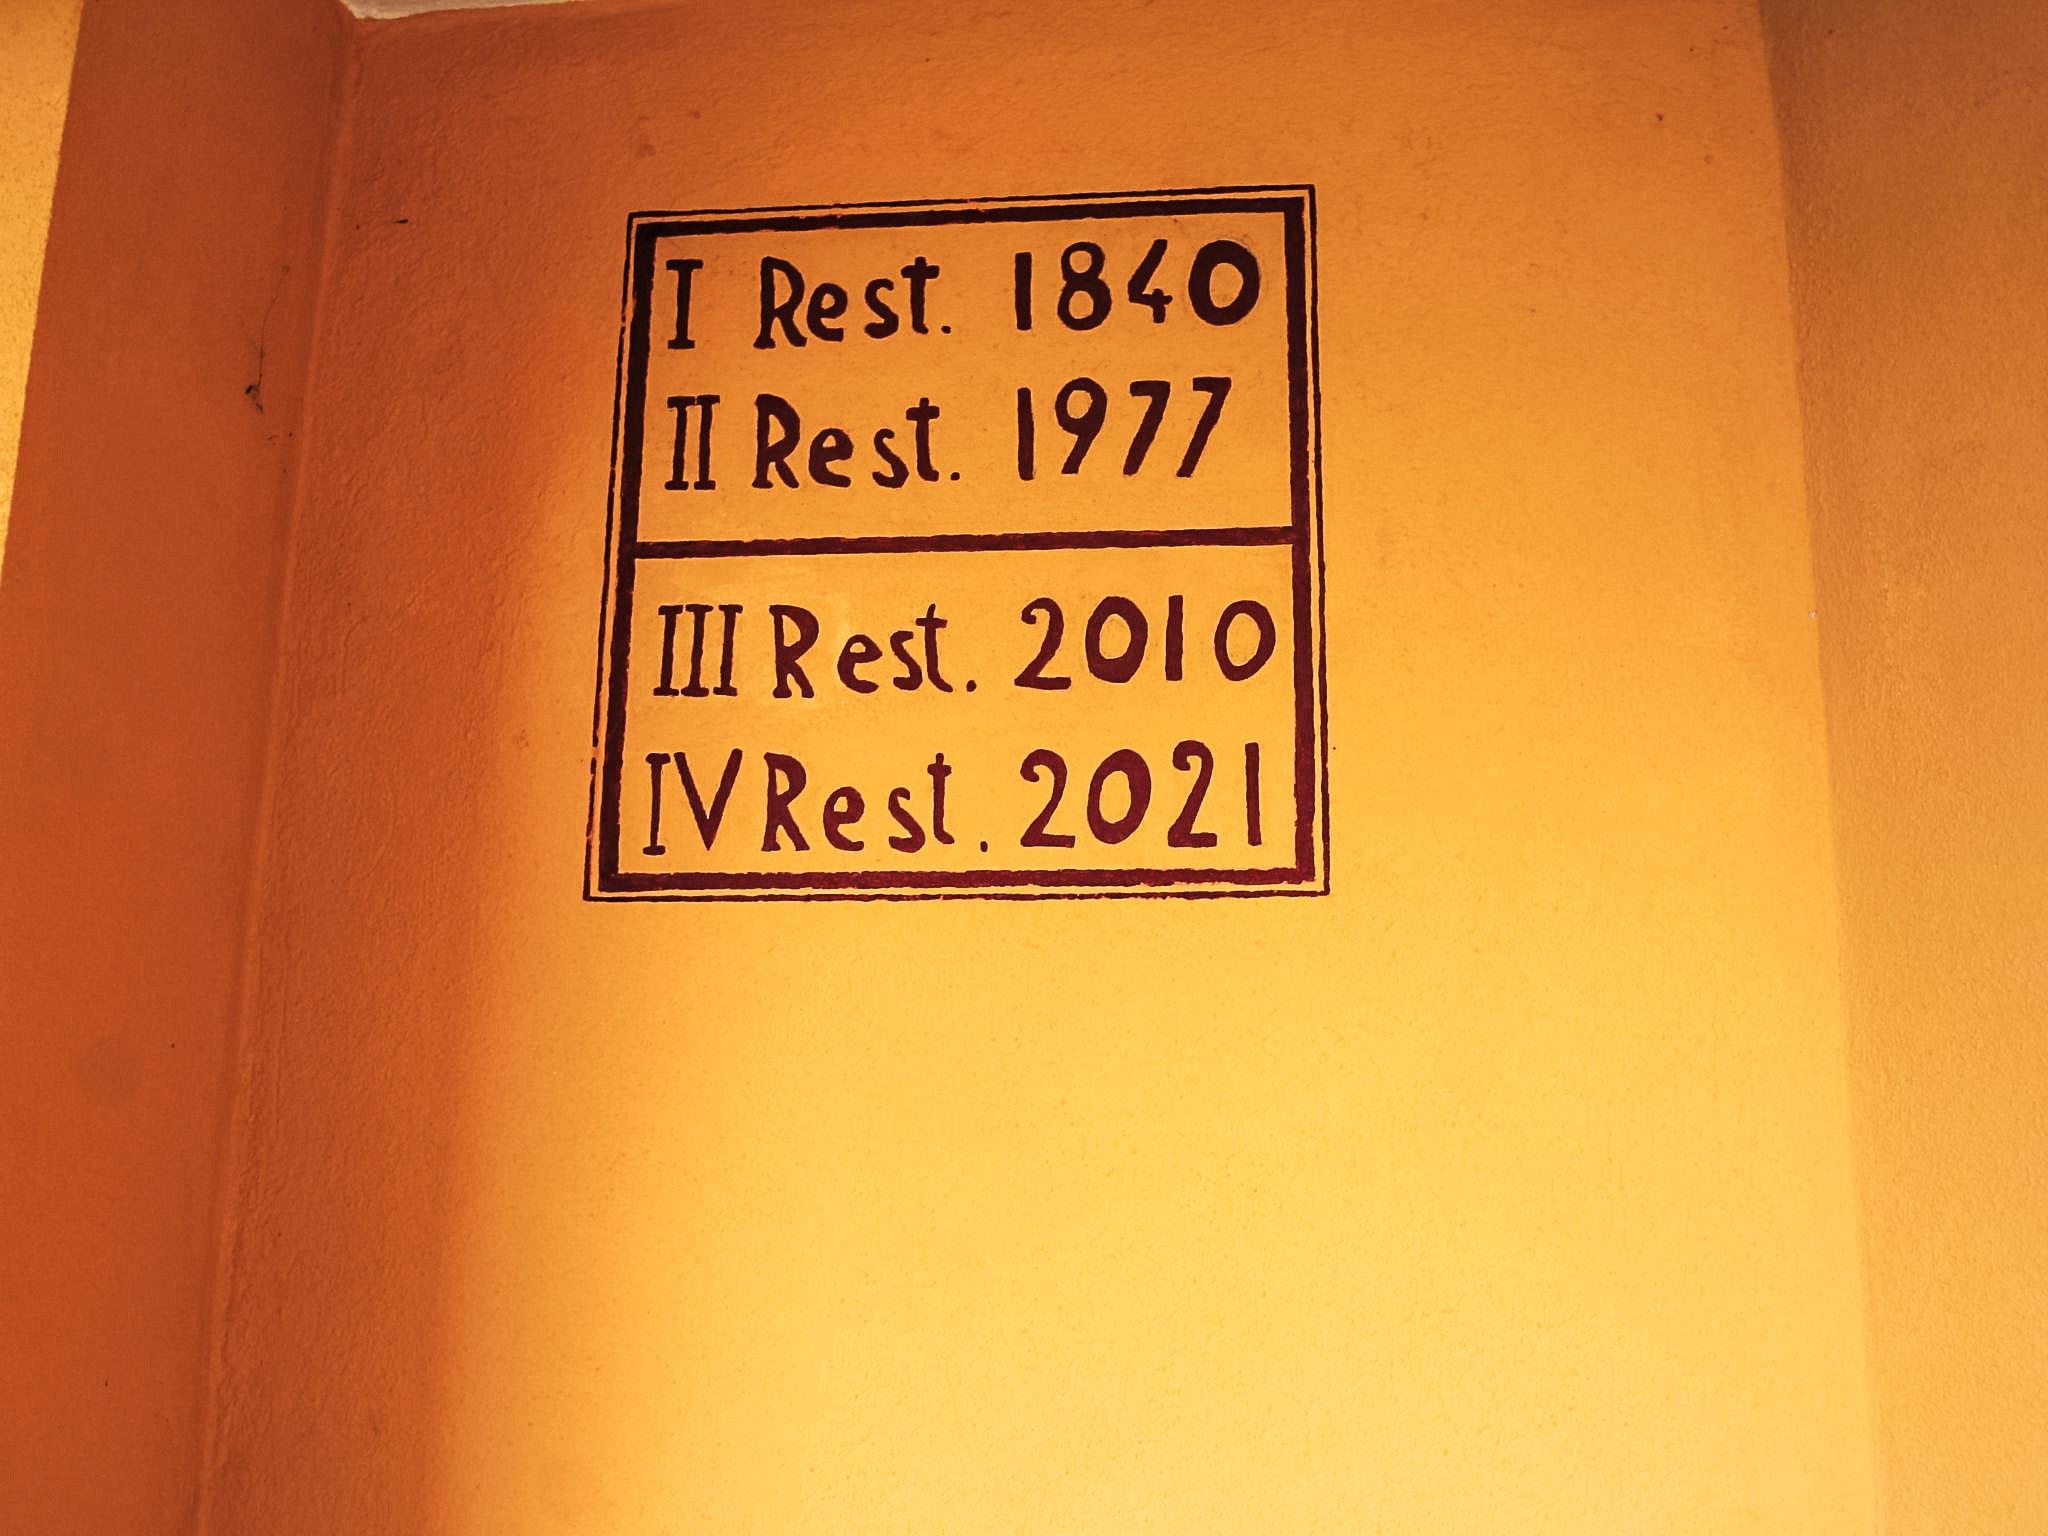 I Rest. 1840
II Rest. 1977
III Rest. 2010
IV Rest. 2021